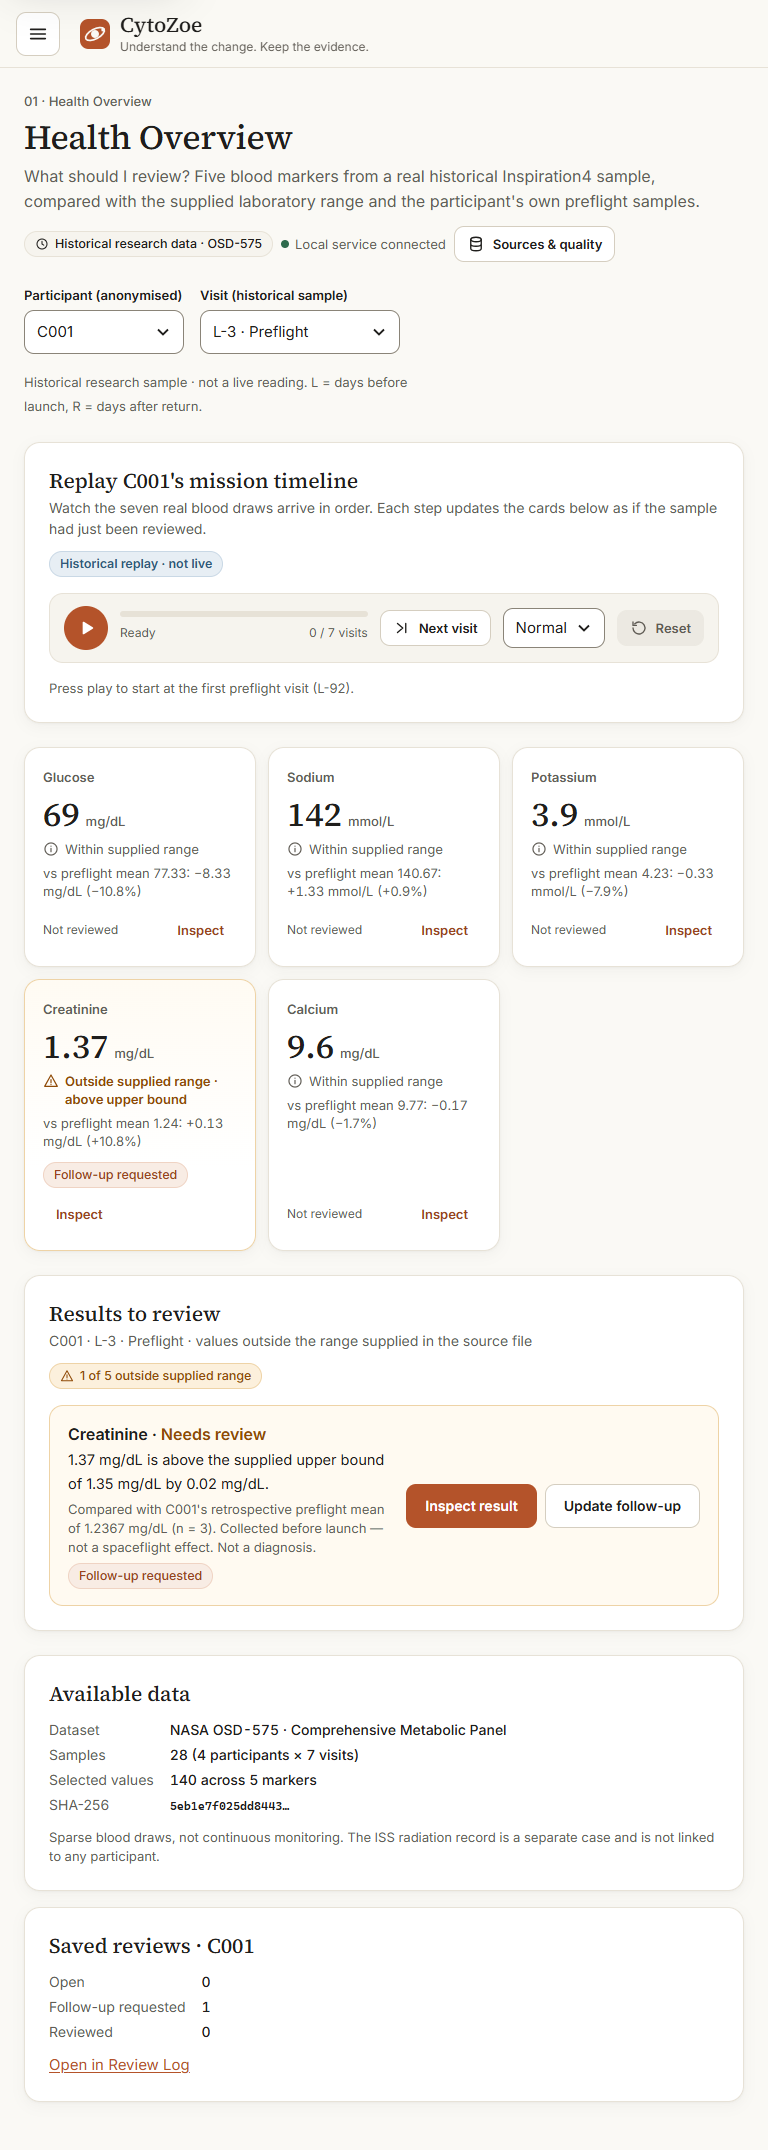 CytoZoe
Understand the change. Keep the evidence.
01 · Health Overview
Health Overview
What should I review? Five blood markers from a real historical Inspiration4 sample,
compared with the supplied laboratory range and the participant's own preflight samples.
Historical research data · OSD-575
Local service connected
Sources & quality
Participant (anonymised)
Visit (historical sample)
C001
L-3 · Preflight
Historical research sample · not a live reading. L = days before
launch, R = days after return.
Replay C001's mission timeline
Watch the seven real blood draws arrive in order. Each step updates the cards below as if the sample
had just been reviewed.
Historical replay · not live
Ready
0 / 7 visits
Next visit
Normal
Reset
Press play to start at the first preflight visit (L-92).
Glucose
69 mg/dL
Within supplied range
vs preflight mean 77.33: −8.33
mg/dL (−10.8%)
Not reviewed
Inspect
Sodium
142 mmol/L
Within supplied range
vs preflight mean 140.67:
+1.33 mmol/L (+0.9%)
Not reviewed
Inspect
Potassium
3.9 mmol/L
Within supplied range
vs preflight mean 4.23: −0.33
mmol/L (−7.9%)
Not reviewed
Inspect
Creatinine
1.37 mg/dL
Outside supplied range ·
above upper bound
vs preflight mean 1.24: +0.13
mg/dL (+10.8%)
Follow-up requested
Inspect
Calcium
9.6 mg/dL
Within supplied range
vs preflight mean 9.77: −0.17
mg/dL (−1.7%)
Not reviewed
Inspect
Results to review
C001 · L-3 · Preflight · values outside the range supplied in the source file
1 of 5 outside supplied range
Creatinine · Needs review
1.37 mg/dL is above the supplied upper bound
of 1.35 mg/dL by 0.02 mg/dL.
Compared with C001's retrospective preflight mean
of 1.2367 mg/dL (n = 3). Collected before launch —
not a spaceflight effect. Not a diagnosis.
Follow-up requested
Inspect result
Update follow-up
Available data
Dataset
NASA OSD-575 · Comprehensive Metabolic Panel
Samples
28 (4 participants × 7 visits)
Selected values
140 across 5 markers
SHA-256
5eb1e7f025dd8443…
Sparse blood draws, not continuous monitoring. The ISS radiation record is a separate case and is not linked
to any participant.
Saved reviews · C001
Open
0
Follow-up requested
1
Reviewed
0
Open in Review Log